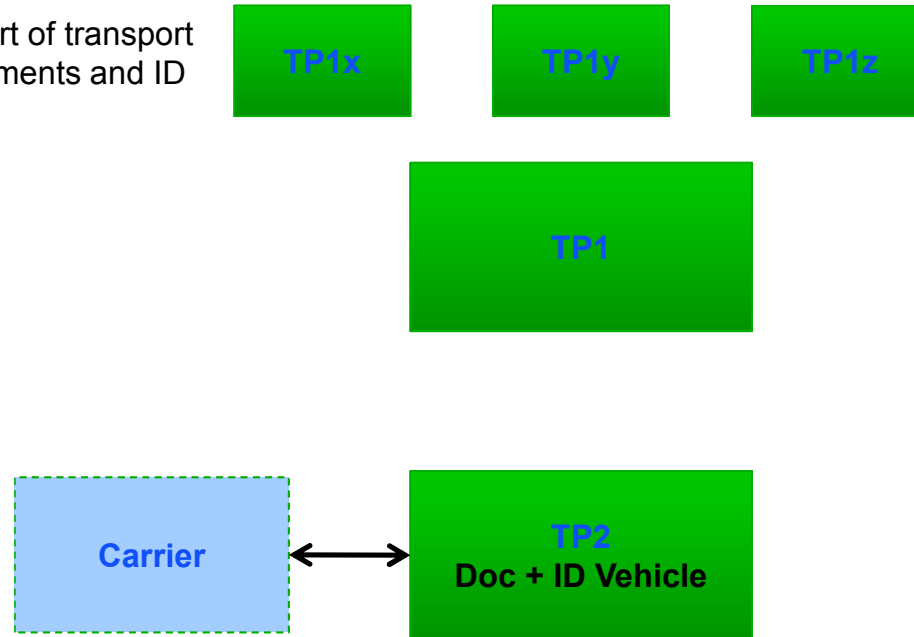 rt of transport
ments and ID
TP1x
TP1y
TP1z
TP1
Carrier
TP2
Doc + ID Vehicle